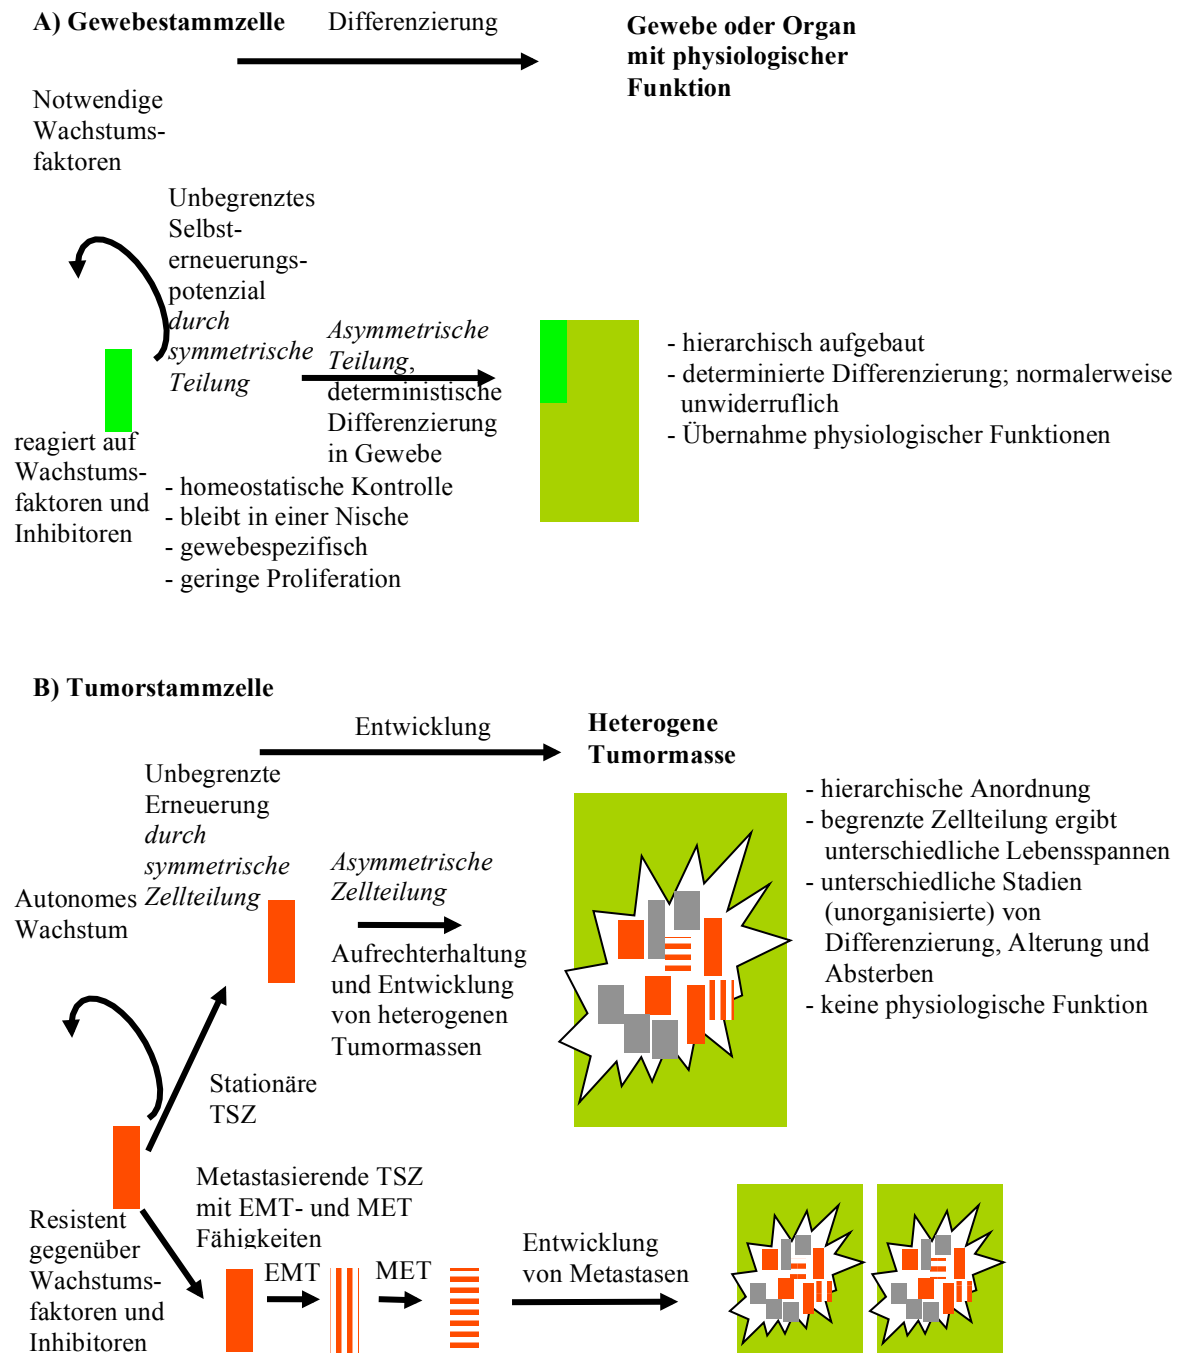 A) Gewebestammzelle
Differenzierung
Gewebe oder Organ
mit physiologischer
Funktion
Notwendige
Wachstums-
faktoren
Unbegrenztes
Selbst-
erneuerungs-
potenzial
durch
symmetrische
Teilung
Asymmetrische
Teilung,
deterministische
Differenzierung
in Gewebe
- hierarchisch aufgebaut
- determinierte Differenzierung; normalerweise
unwiderruflich
- Übernahme physiologischer Funktionen
reagiert auf
Wachstums-
faktoren und
Inhibitoren
- homeostatische Kontrolle
- bleibt in einer Nische
- gewebespezifisch
- geringe Proliferation
B) Tumorstammzelle
Entwicklung
Heterogene
Tumormasse
Unbegrenzte
Erneuerung
durch
symmetrische
Zellteilung
Autonomes
Wachstum
Asymmetrische
Zellteilung
Aufrechterhaltung
und Entwicklung
von heterogenen
Tumormassen
- hierarchische Anordnung
- begrenzte Zellteilung ergibt
unterschiedliche Lebensspannen
- unterschiedliche Stadien
(unorganisierte) von
Differenzierung, Alterung und
Absterben
- keine physiologische Funktion
Stationäre
TSZ
Metastasierende TSZ
mit EMT- und MET
Fähigkeiten
Resistent
gegenüber
Wachstums-
faktoren und
Inhibitoren
EMT
MET
Entwicklung
von Metastasen